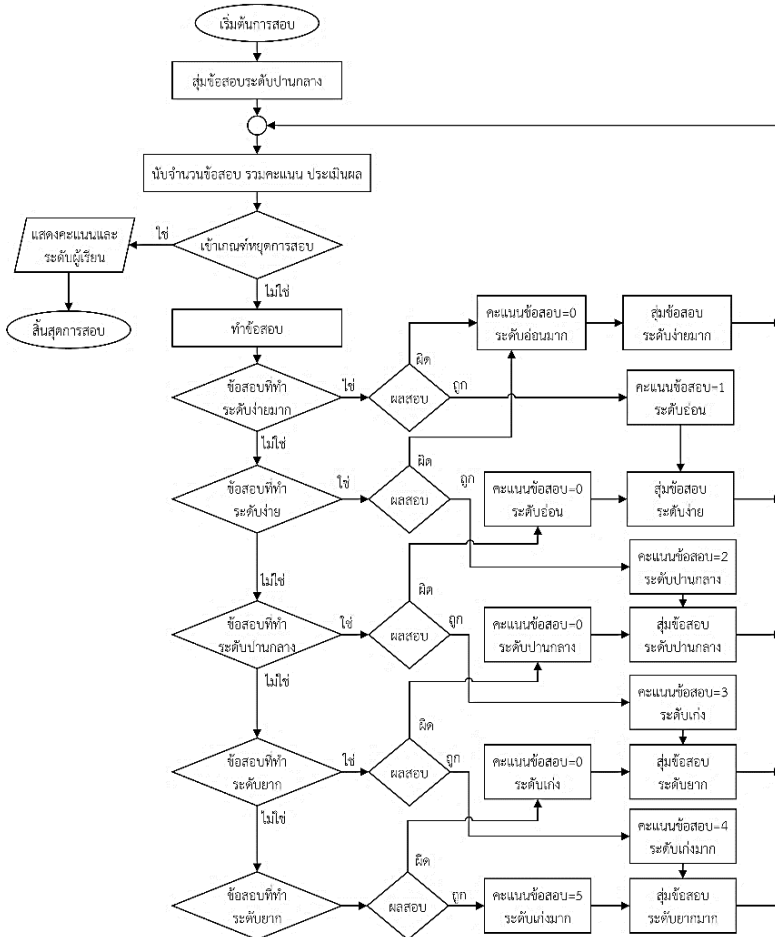 เริ่มต้นการสอบ
สุ่มข้อสอบระดับปานกลาง
นับจำนวนข้อสอบ รวมคะแนน ประเมินผล
แสดงคะแนนและ
ระดับผู้เรียน
ใช่
เข้าเกณฑ์หยุดการสอบ
สิ้นสุดการสอบ
ไม่ใช่
ทำข้อสอบ
คะแนนข้อสอบ=0
ระดับอ่อนมาก
สุ่มข้อสอบ
ระดับง่ายมาก
ผิด
ข้อสอบที่ทำ
ระดับง่ายมาก
ใช่
ผลสอบ
ถูก
คะแนนข้อสอบ=1
ระดับอ่อน
ไม่ใช่
ผิด
ข้อสอบที่ทำ
ระดับง่าย
ใช่
ผลสอบ
ถูก
คะแนนข้อสอบ=0
ระดับอ่อน
สุ่มข้อสอบ
ระดับง่าย
คะแนนข้อสอบ=2
ระดับปานกลาง
ไม่ใช่
ผิด
ข้อสอบที่ทำ
ระดับปานกลาง
ใช่
ผลสอบ
ถูก
คะแนนข้อสอบ=0
ระดับปานกลาง
สุ่มข้อสอบ
ระดับปานกลาง
ไม่ใช่
คะแนนข้อสอบ=3
ระดับเก่ง
ผิด
ข้อสอบที่ทำ
ระดับยาก
ใช่
ผลสอบ
ถูก
คะแนนข้อสอบ=0
ระดับเก่ง
สุ่มข้อสอบ
ระดับยาก
ไม่ใช่
คะแนนข้อสอบ=4
ระดับเก่งมาก
ผิด
ข้อสอบที่ทำ
ระดับยาก
ผลสอบ
ถูก
คะแนนข้อสอบ=5
ระดับเก่งมาก
สุ่มข้อสอบ
ระดับยากมาก